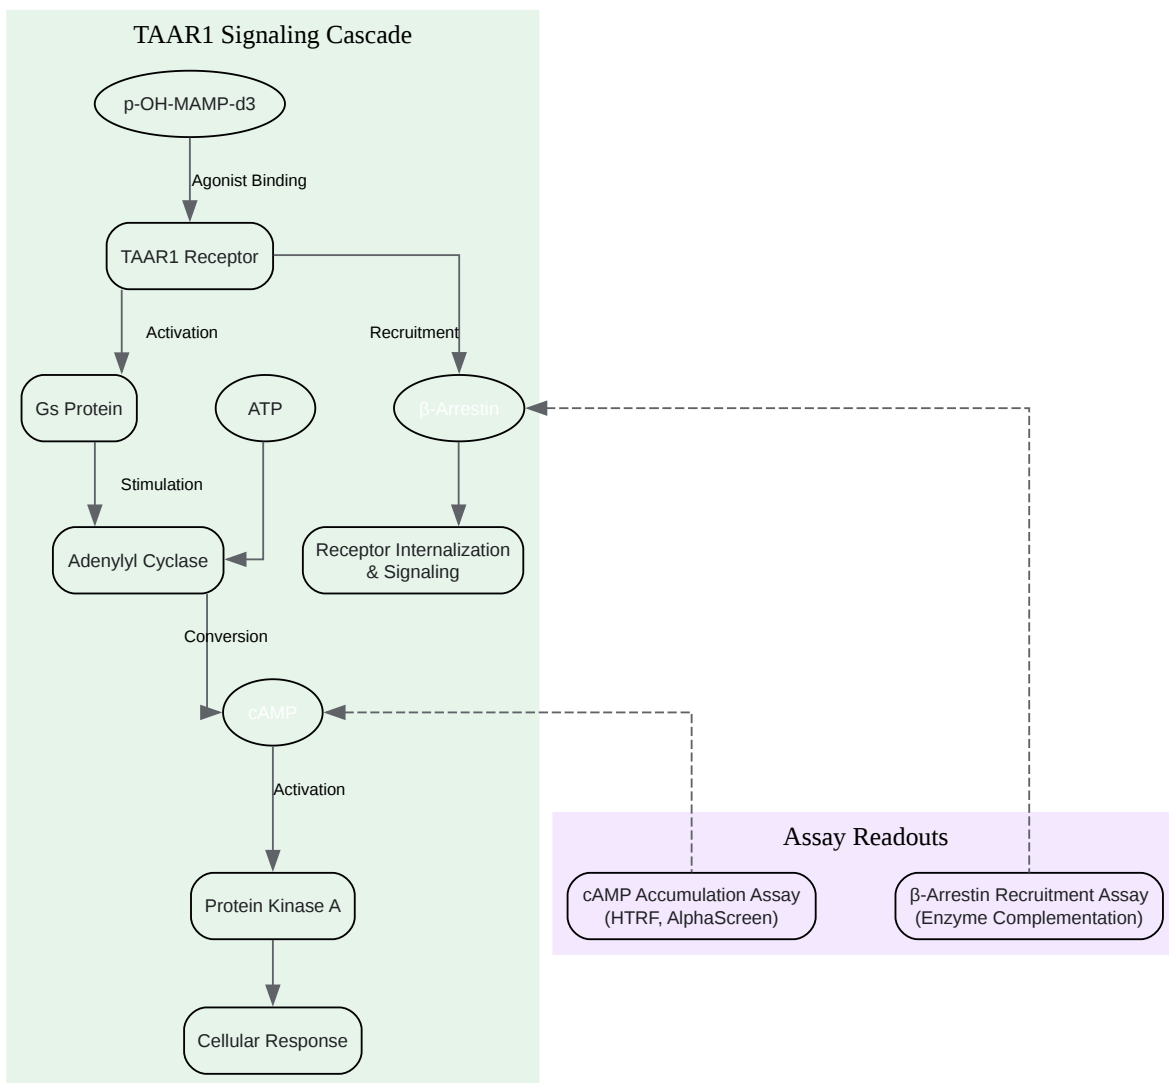 TAAR1 Signaling Cascade
p-OH-MAMP-d3
Agonist Binding
TAAR1 Receptor
Activation
Recruitment
Gs Protein
ATP
β-Arrestin
Stimulation
Adenylyl Cyclase
Receptor Internalization
& Signaling
Conversion
cAMP
Activation
Protein Kinase A
Cellular Response
Assay Readouts
cAMP Accumulation Assay
(HTRF, AlphaScreen)
β-Arrestin Recruitment Assay
(Enzyme Complementation)